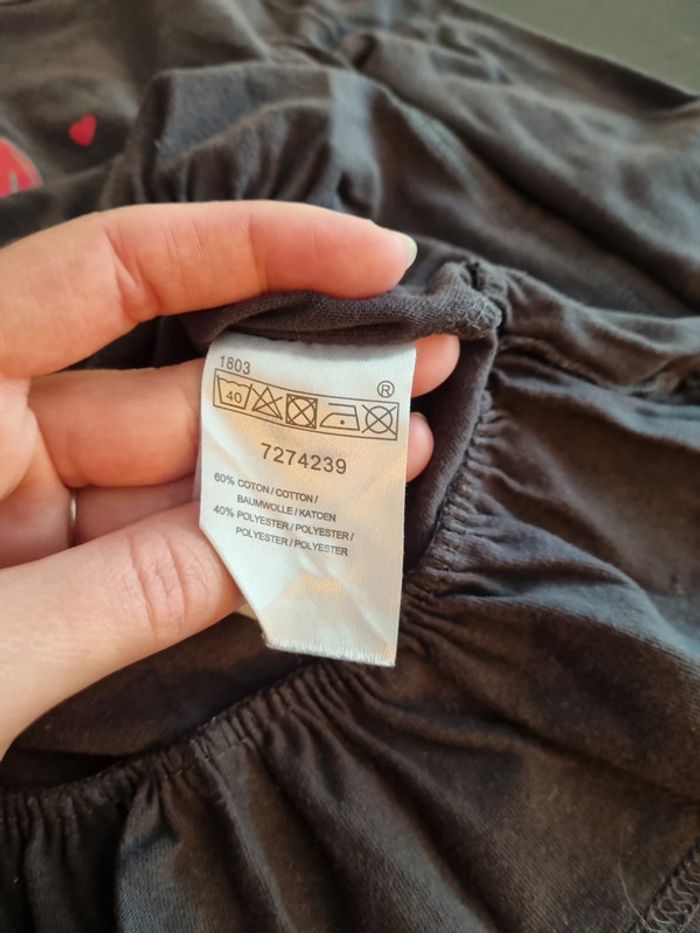 1803
®
40
7274239
60% COTON / COTTON /
BAUMWOLLE / KATOEN
40% POLYESTER / POLYESTER /
POLYESTER / POLYESTER